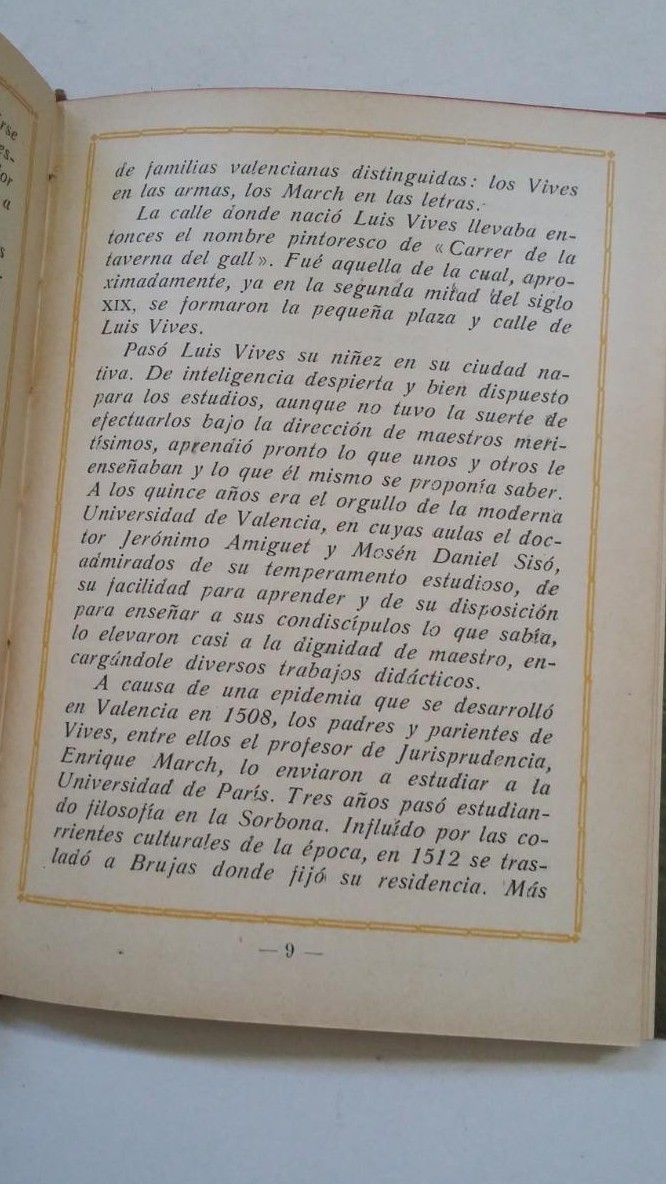 rse
es-
or
a
s
de familias valencianas distinguidas: los Vives
en las armas, los March en las letras.
La calle donde nació Luis Vives llevaba en-
tonces el nombre pintoresco de «Carrer de la
taverna del gall». Fué aquella de la cual, apro-
ximadamente, ya en la segunda mitad del siglo
XIX, se formaron la pequeña plaza y calle de
Luis Vives.
Pasó Luis Vives su niñez en su ciudad na-
tiva. De inteligencia despierta y bien dispuesto
para los estudios, aunque no tuvo la suerte de
efectuarlos bajo la dirección de maestros meri-
tísimos, aprendió pronto lo que unos y otros le
enseñaban y lo que él mismo se proponía saber.
A los quince años era el orgullo de la moderna
Universidad de Valencia, en cuyas aulas el doc-
tor Jerónimo Amiguet y Mosén Daniel Sisó,
admirados de su temperamento estudioso, de
su facilidad para aprender y de su disposición
para enseñar a sus condiscípulos lo que sabía,
lo elevaron casi a la dignidad de maestro, en-
cargándole diversos trabajos didácticos.
A causa de una epidemia que se desarrolló
en Valencia en 1508, los padres y parientes de
Vives, entre ellos el profesor de Jurisprudencia,
Enrique March, lo enviaron a estudiar a la
Universidad de París. Tres años pasó estudian-
do filosofía en la Sorbona. Influído por las co-
rrientes culturales de la época, en 1512 se tras-
ladó a Brujas donde fijó su residencia. Más
— 9 —